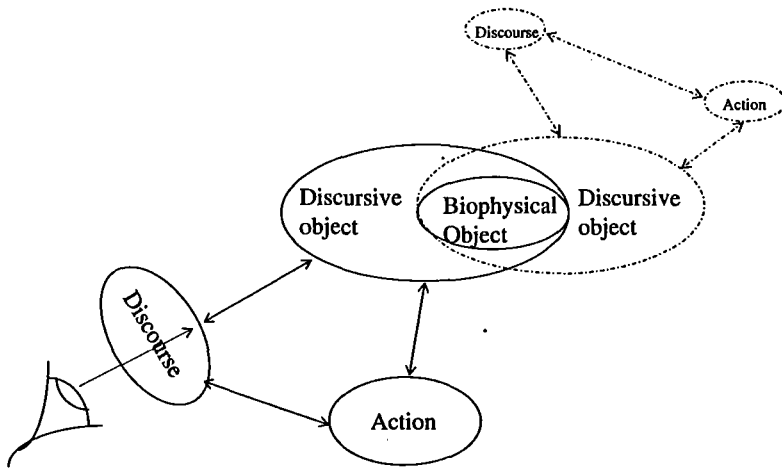 Discourse
Action
Discursive
object
Biophysical
Object
Discursive
object
Discourse
Action